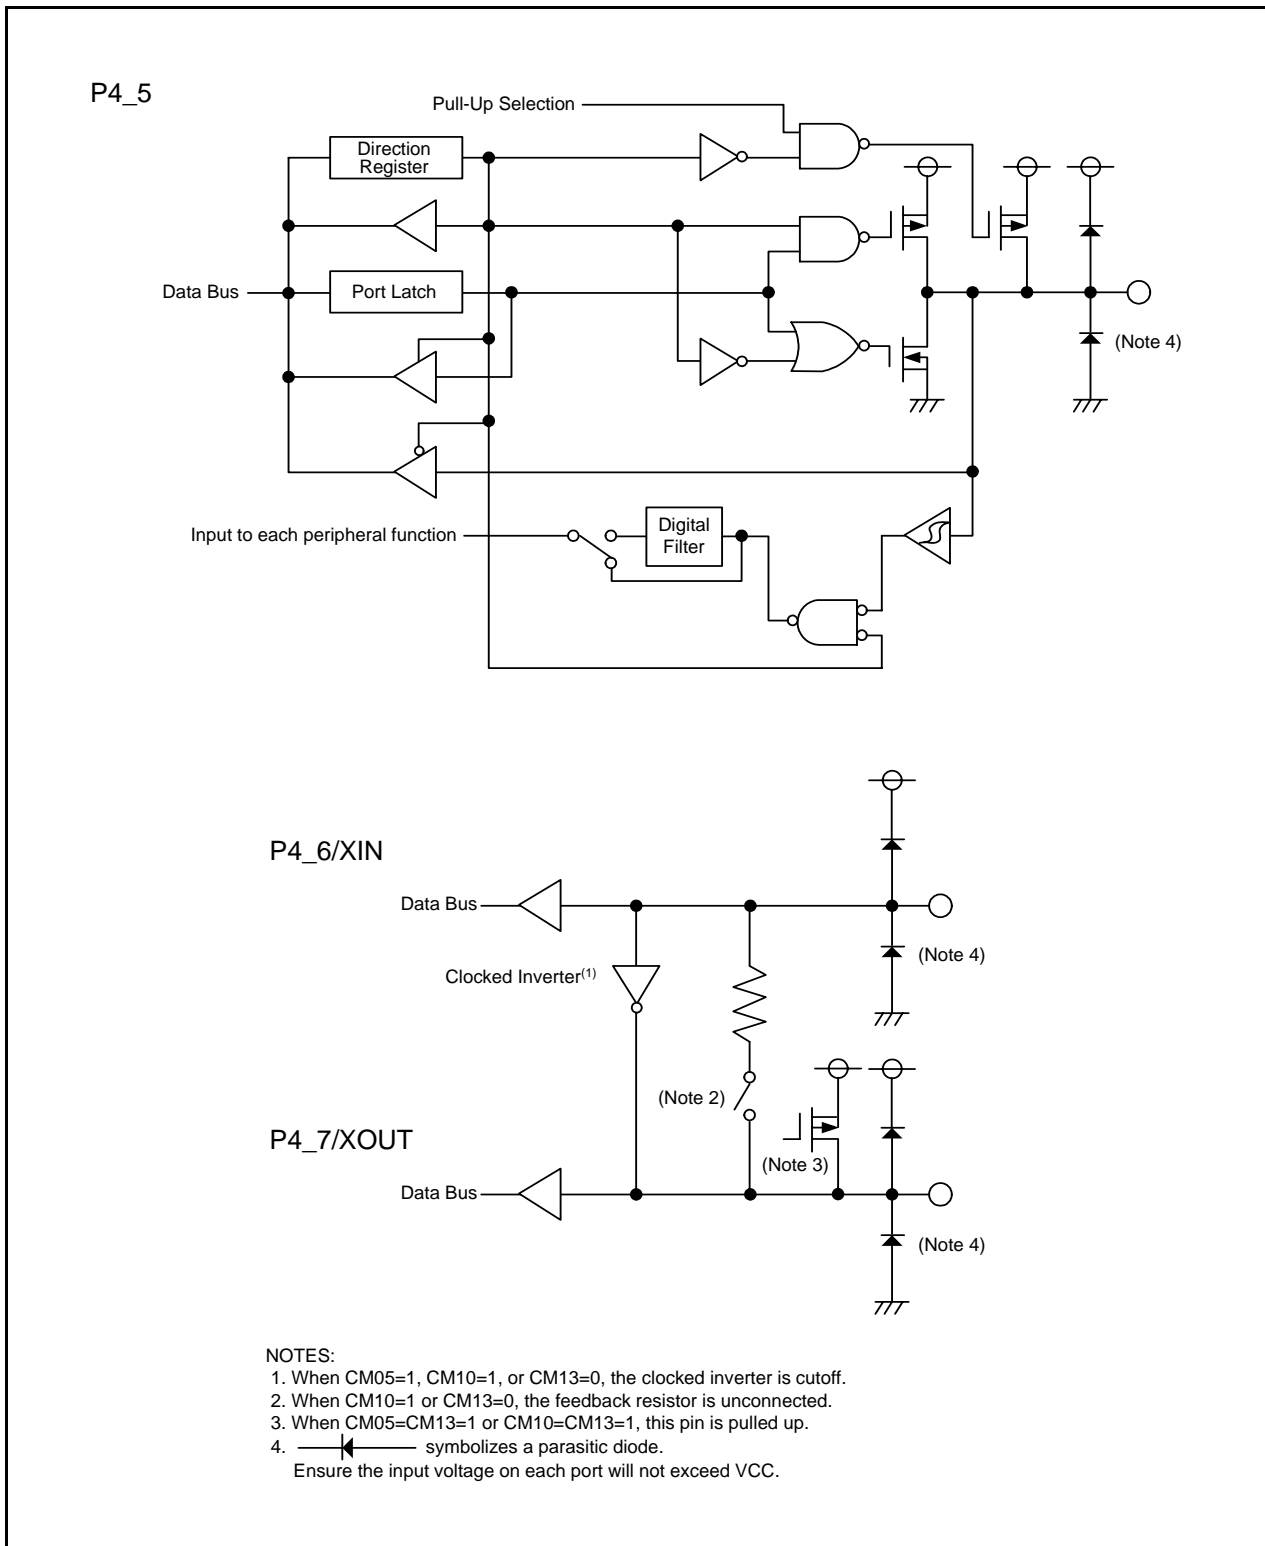 P4_5
Pull-Up Selection
Direction
Register
Data Bus
Port Latch
(Note 4)
Input to each peripheral function
Digital
Filter
P4_6/XIN
Data Bus
(Note 4)
Clocked Inverter(1)
(Note 2)
P4_7/XOUT
(Note 3)
Data Bus
(Note 4)
NOTES:
1. When CM05=1, CM10=1, or CM13=0, the clocked inverter is cutoff.
2. When CM10=1 or CM13=0, the feedback resistor is unconnected.
3. When CM05=CM13=1 or CM10=CM13=1, this pin is pulled up.
4. symbolizes a parasitic diode.
Ensure the input voltage on each port will not exceed VCC.